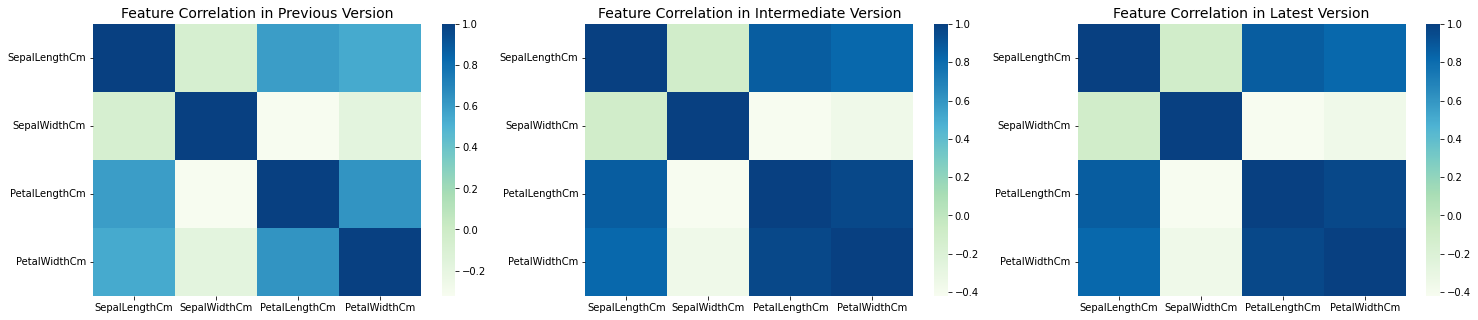 Feature Correlation in Previous Version
SepalLengthCm
SepalWidthCm
PetalLengthCm
PetalWidthCm
SepalLengthCm SepalWidthCm PetalLengthCm PetalWidthCm
1.0
0.8
0.6
0.4
0.2
0.0
−0.2
Feature Correlation in Intermediate Version
SepalLengthCm
SepalWidthCm
PetalLengthCm
PetalWidthCm
SepalLengthCm SepalWidthCm PetalLengthCm PetalWidthCm
1.0
0.8
0.6
0.4
0.2
0.0
−0.2
−0.4
Feature Correlation in Latest Version
SepalLengthCm
SepalWidthCm
PetalLengthCm
PetalWidthCm
SepalLengthCm SepalWidthCm PetalLengthCm PetalWidthCm
1.0
0.8
0.6
0.4
0.2
0.0
−0.2
−0.4